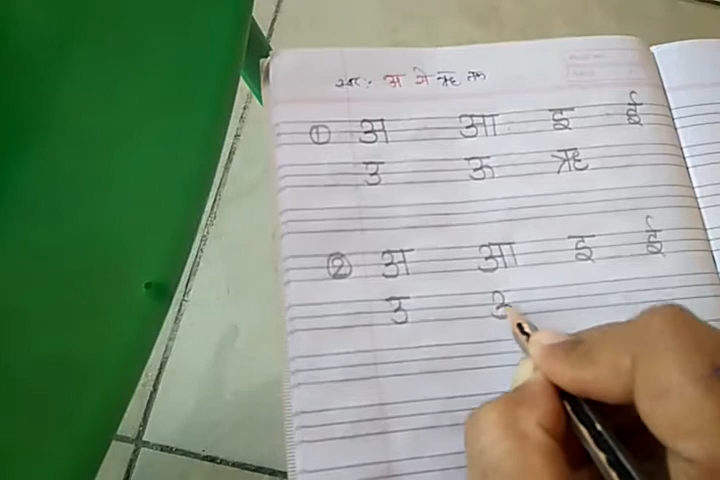 स्वर: अ से ऋ तक
① अ आ इ ई
उ ऊ ऋ
② अ आ इ ई
उ उ